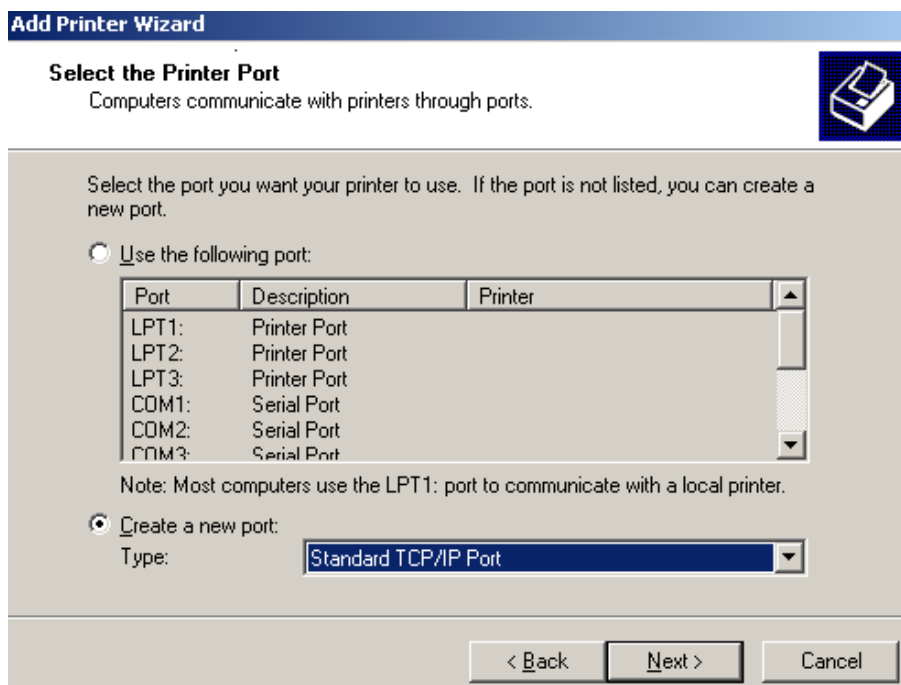 Add Printer Wizard
Select the Printer Port
Computers communicate with printers through ports.
Select the port you want your printer to use.  If the port is not listed, you can create a
new port.
Use the following port:
Port Description Printer
LPT1: Printer Port
LPT2: Printer Port
LPT3: Printer Port
COM1: Serial Port
COM2: Serial Port
COM3: Serial Port
Note: Most computers use the LPT1: port to communicate with a local printer.
Create a new port:
Type: Standard TCP/IP Port
< Back Next > Cancel